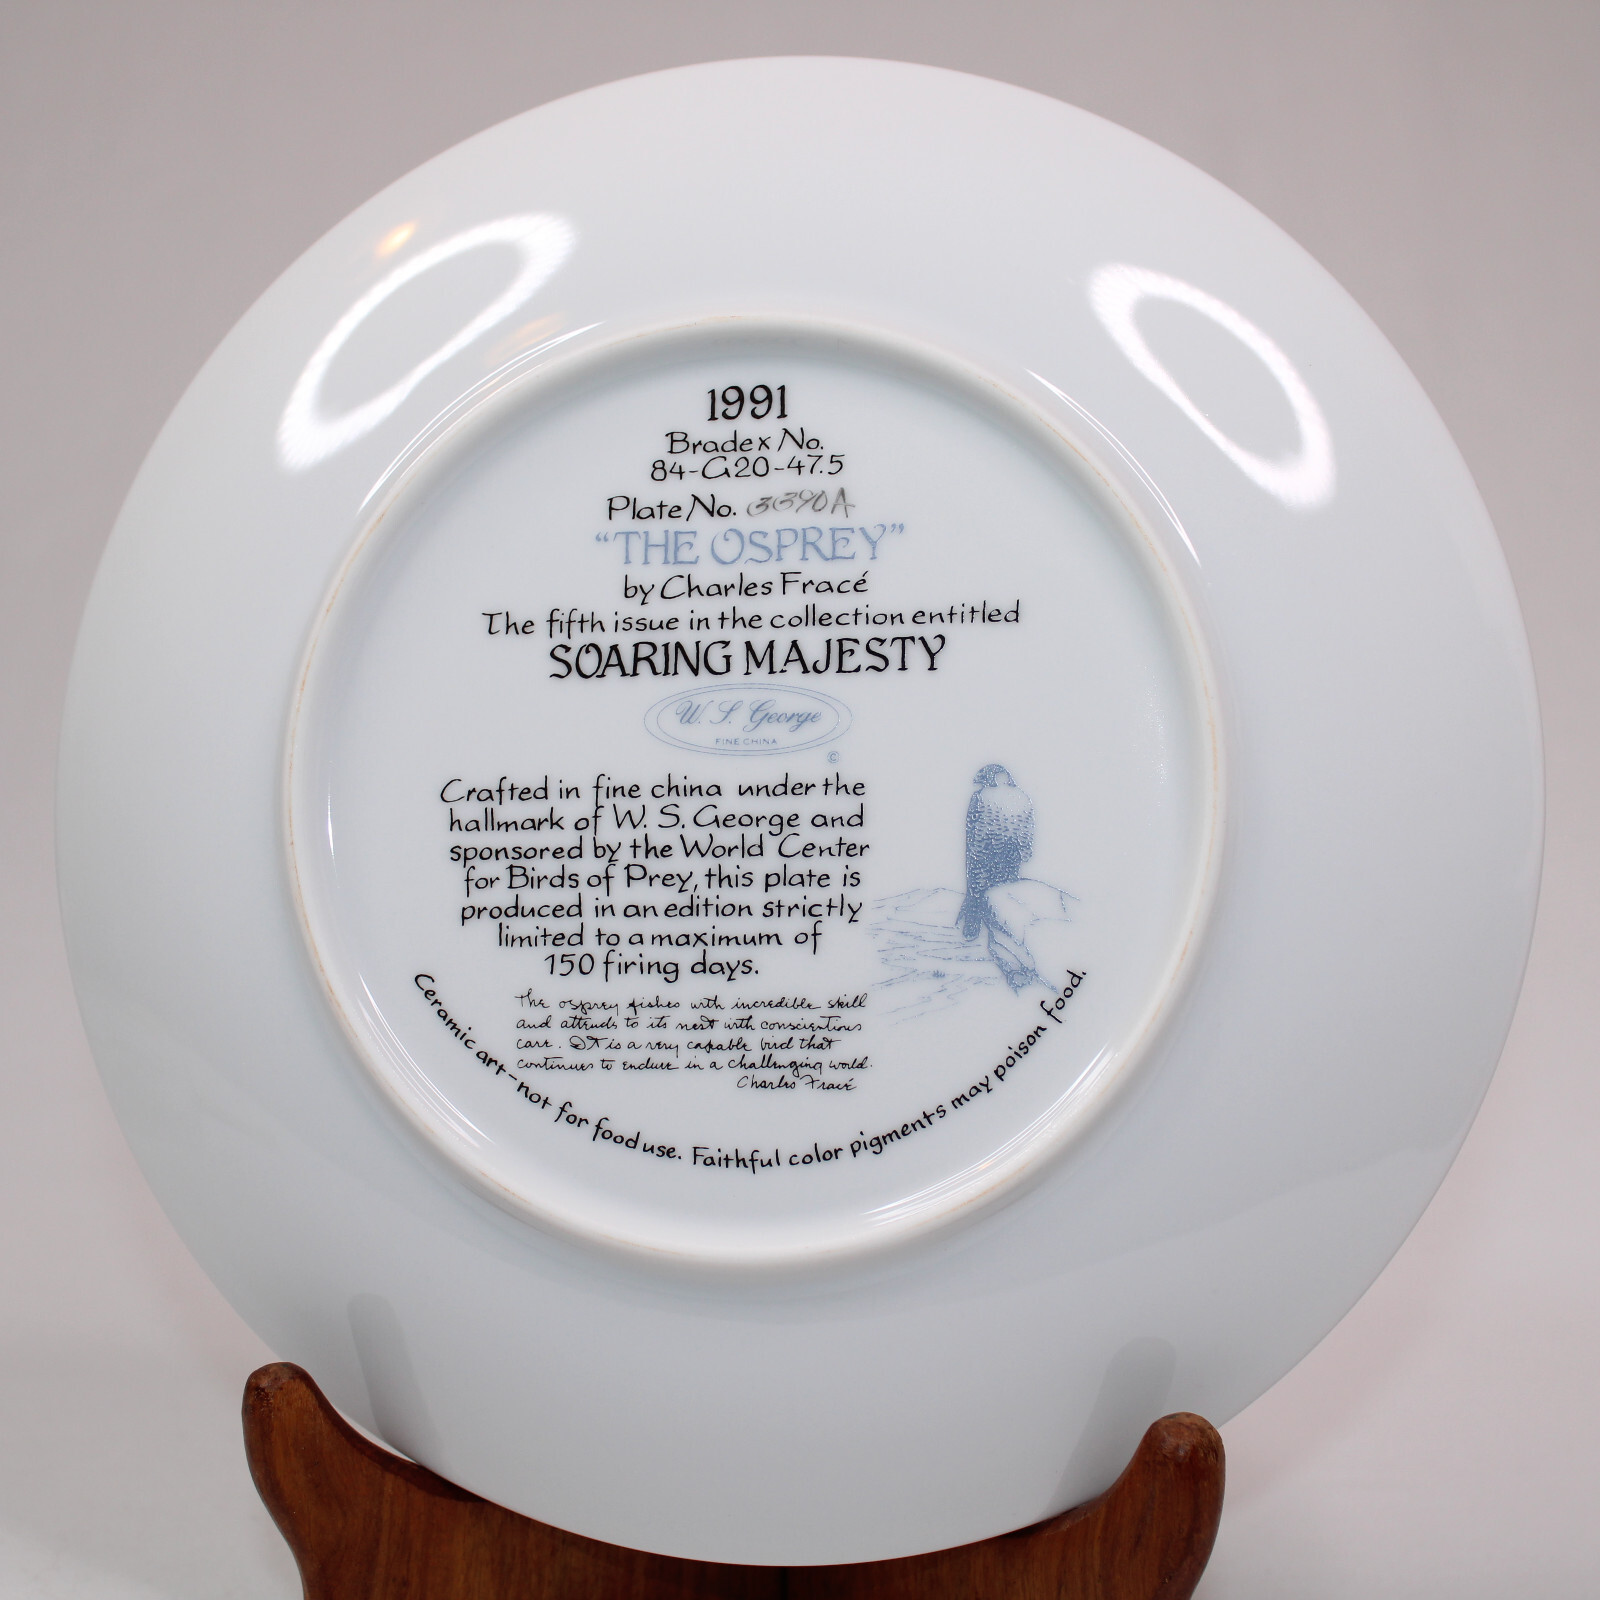 1991
Bradex No.
84-G20-47.5
Plate No. 3390A
“THE OSPREY”
by Charles Fracé
The fifth issue in the collection entitled
SOARING MAJESTY
W. S. George
FINE CHINA
©
Crafted in fine china under the
hallmark of W. S. George and
sponsored by the World Center
for Birds of Prey, this plate is
produced in an edition strictly
limited to a maximum of
150 firing days.
The osprey fishes with incredible skill
and attends to its nest with conscientious
care. It is a very capable bird that
continues to endure in a challenging world.
Charles Fracé
Ceramic art-not for food use. Faithful color pigments may poison food.